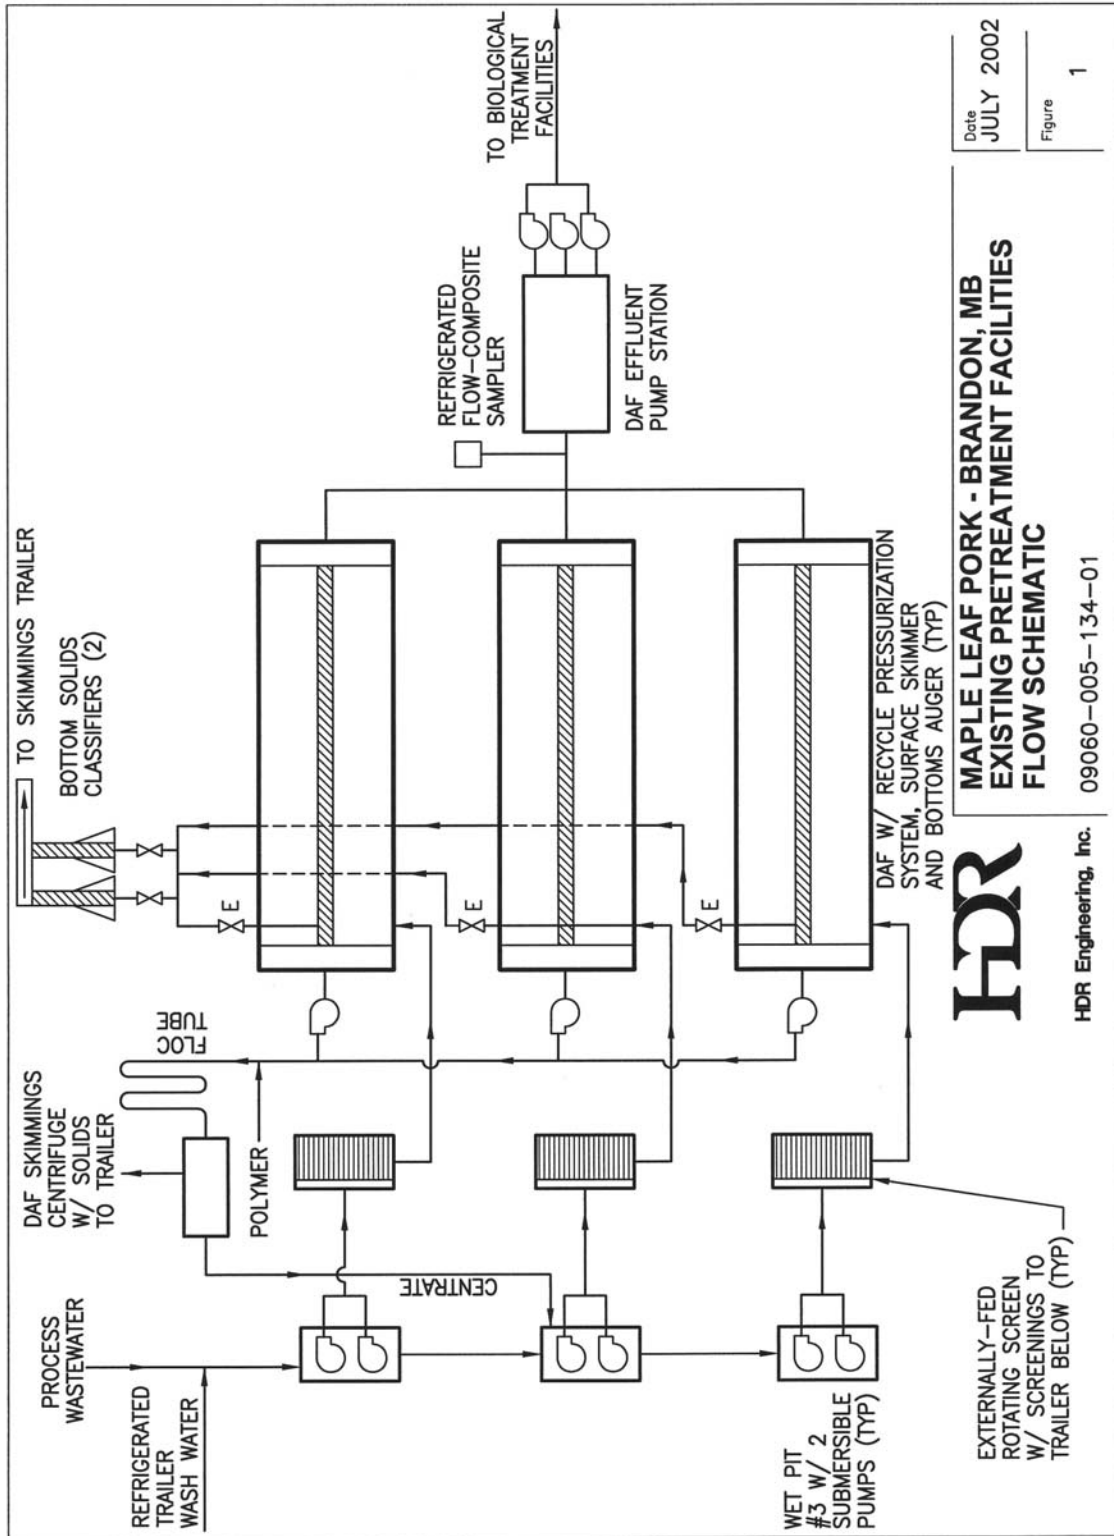 PROCESS
WASTEWATER
REFRIGERATED
TRAILER
WASH WATER
DAF SKIMMINGS
CENTRIFUGE
W/ SOLIDS
TO TRAILER
FLOC
TUBE
POLYMER
CENTRATE
TO SKIMMINGS TRAILER
BOTTOM SOLIDS
CLASSIFIERS (2)
E
E
E
REFRIGERATED
FLOW-COMPOSITE
SAMPLER
TO BIOLOGICAL
TREATMENT
FACILITIES
DAF EFFLUENT
PUMP STATION
WET PIT
#3 W/ 2
SUBMERSIBLE
PUMPS (TYP)
EXTERNALLY-FED
ROTATING SCREEN
W/ SCREENINGS TO
TRAILER BELOW (TYP)
DAF W/ RECYCLE PRESSURIZATION
SYSTEM, SURFACE SKIMMER
AND BOTTOMS AUGER (TYP)
HDR
HDR Engineering, Inc.
MAPLE LEAF PORK - BRANDON, MB
EXISTING PRETREATMENT FACILITIES
FLOW SCHEMATIC
09060-005-134-01
Date
JULY 2002
Figure
1